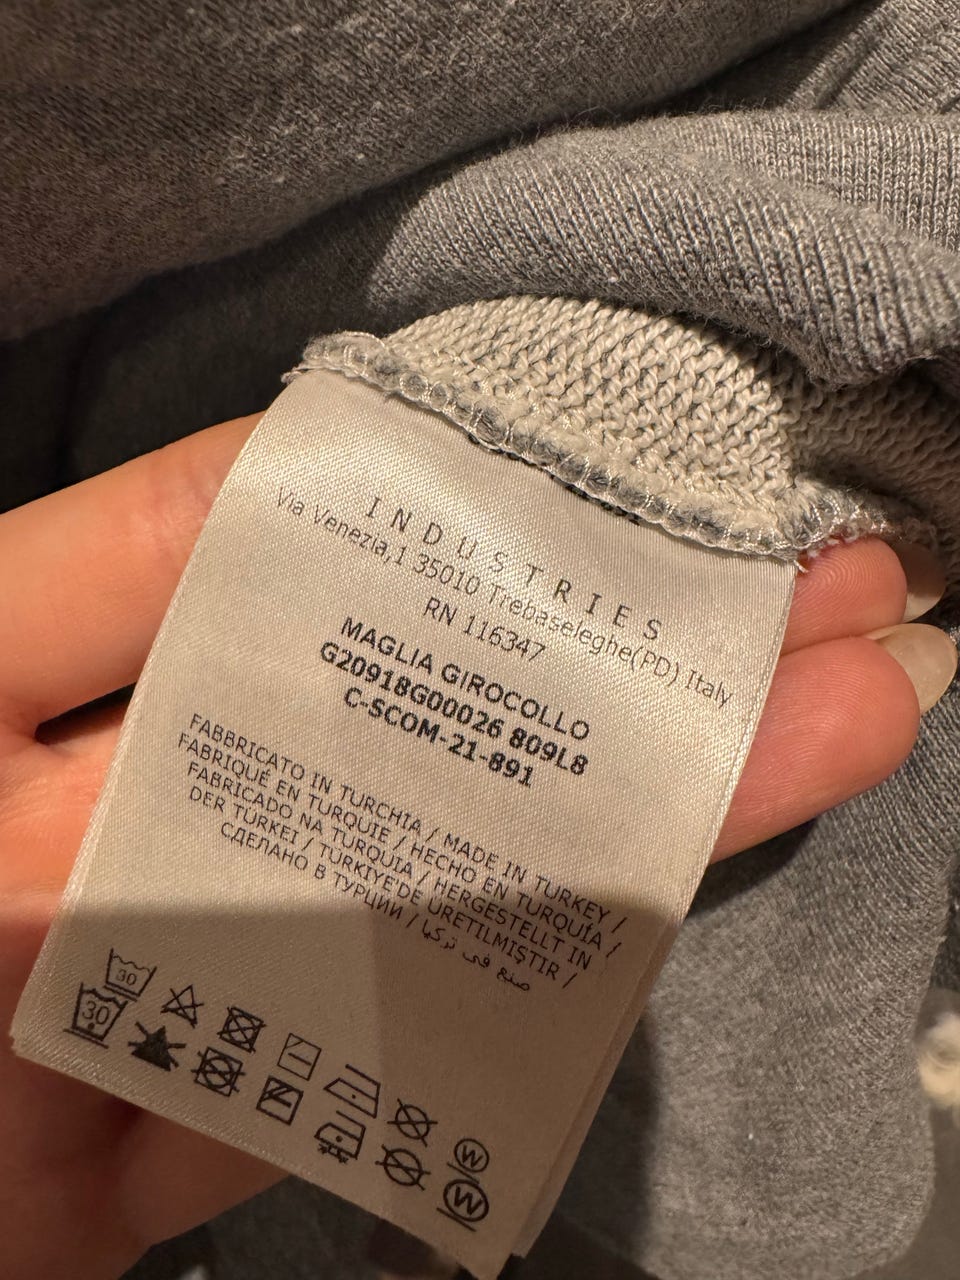 INDUSTRIES
Via Venezia,1 35010 Trebaseleghe(PD) Italy
RN 116347
MAGLIA GIROCOLLO
G20918G00026 809L8
C-SCOM-21-891
FABBRICATO IN TURCHIA / MADE IN TURKEY /
FABRIQUÉ EN TURQUIE / HECHO EN TURQUÍA /
FABRICADO NA TURQUIA / HERGESTELLT IN
DER TÜRKEI / TÜRKIYE'DE ÜRETILMIŞTIR /
СДЕЛАНО В ТУРЦИИ / صنع في تركيا
30
30
W
W